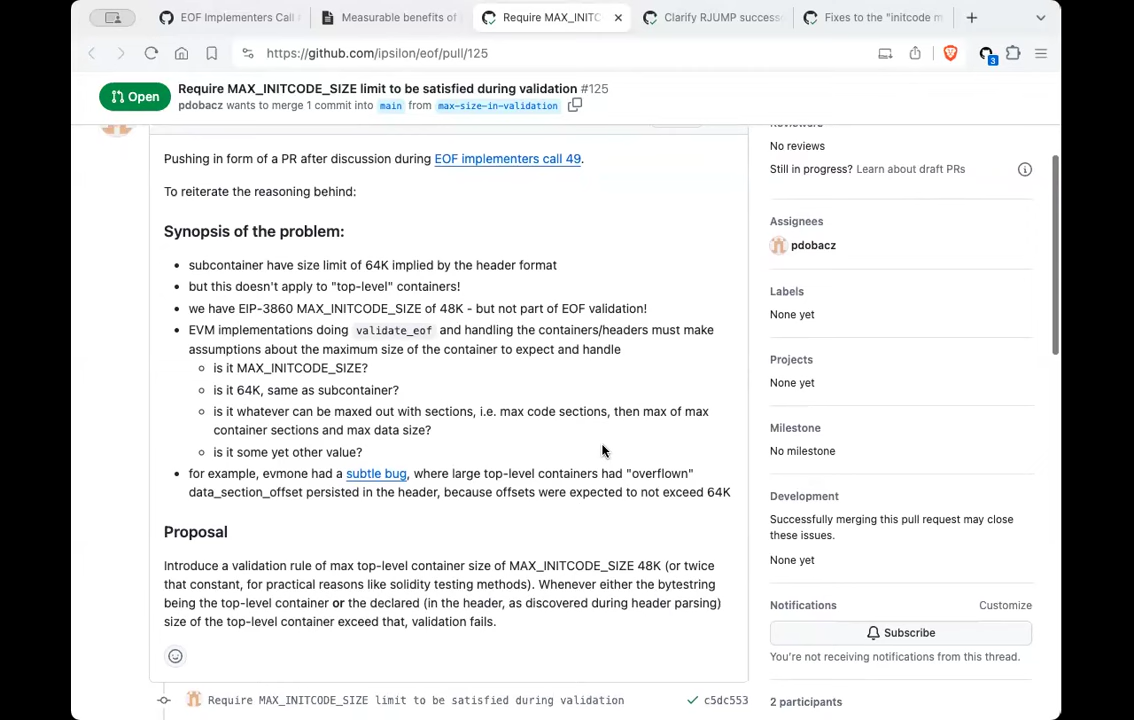 EOF Implementers Call
Measurable benefits of
Require MAX_INITC
Clarify RJUMP success
Fixes to the "initcode m
https://github.com/ipsilon/eof/pull/125
3
Open
Require MAX_INITCODE_SIZE limit to be satisfied during validation #125
pdobacz wants to merge 1 commit into main from max-size-in-validation
Pushing in form of a PR after discussion during EOF implementers call 49.
To reiterate the reasoning behind:
Synopsis of the problem:
• subcontainer have size limit of 64K implied by the header format
• but this doesn't apply to "top-level" containers!
• we have EIP-3860 MAX_INITCODE_SIZE of 48K - but not part of EOF validation!
• EVM implementations doing validate_eof and handling the containers/headers must make
assumptions about the maximum size of the container to expect and handle
○ is it MAX_INITCODE_SIZE?
○ is it 64K, same as subcontainer?
○ is it whatever can be maxed out with sections, i.e. max code sections, then max of max
container sections and max data size?
○ is it some yet other value?
• for example, evmone had a subtle bug, where large top-level containers had "overflown"
data_section_offset persisted in the header, because offsets were expected to not exceed 64K
Proposal
Introduce a validation rule of max top-level container size of MAX_INITCODE_SIZE 48K (or twice
that constant, for practical reasons like solidity testing methods). Whenever either the bytestring
being the top-level container or the declared (in the header, as discovered during header parsing)
size of the top-level container exceed that, validation fails.
Require MAX_INITCODE_SIZE limit to be satisfied during validation
c5dc553
Reviewers
No reviews
Still in progress? Learn about draft PRs
Assignees
pdobacz
Labels
None yet
Projects
None yet
Milestone
No milestone
Development
Successfully merging this pull request may close
these issues.
None yet
Notifications
Customize
Subscribe
You're not receiving notifications from this thread.
2 participants